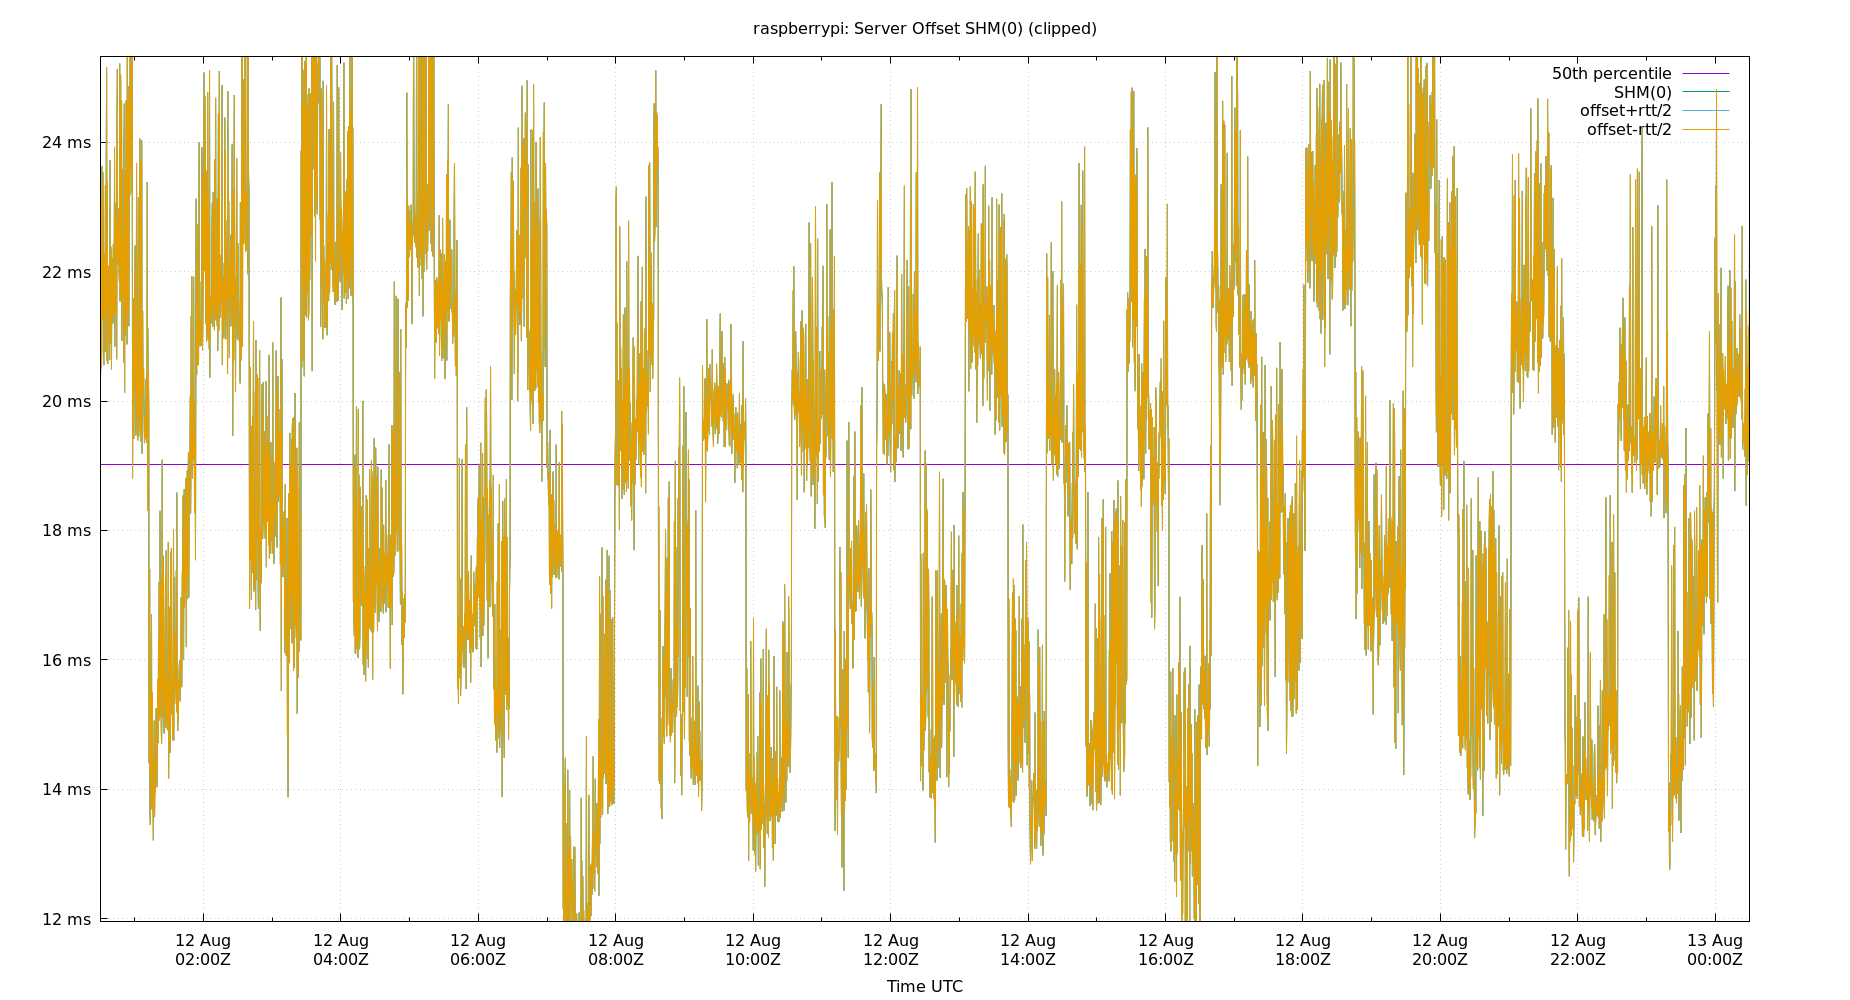 raspberrypi: Server Offset SHM(0) (clipped)
50th percentile
SHM(0)
offset+rtt/2
offset-rtt/2
24 ms
22 ms
20 ms
18 ms
16 ms
14 ms
12 ms
12 Aug 12 Aug 12 Aug 12 Aug 12 Aug 12 Aug 12 Aug 12 Aug 12 Aug 12 Aug 12 Aug 13 Aug
02:00Z 04:00Z 06:00Z 08:00Z 10:00Z 12:00Z 14:00Z 16:00Z 18:00Z 20:00Z 22:00Z 00:00Z
Time UTC